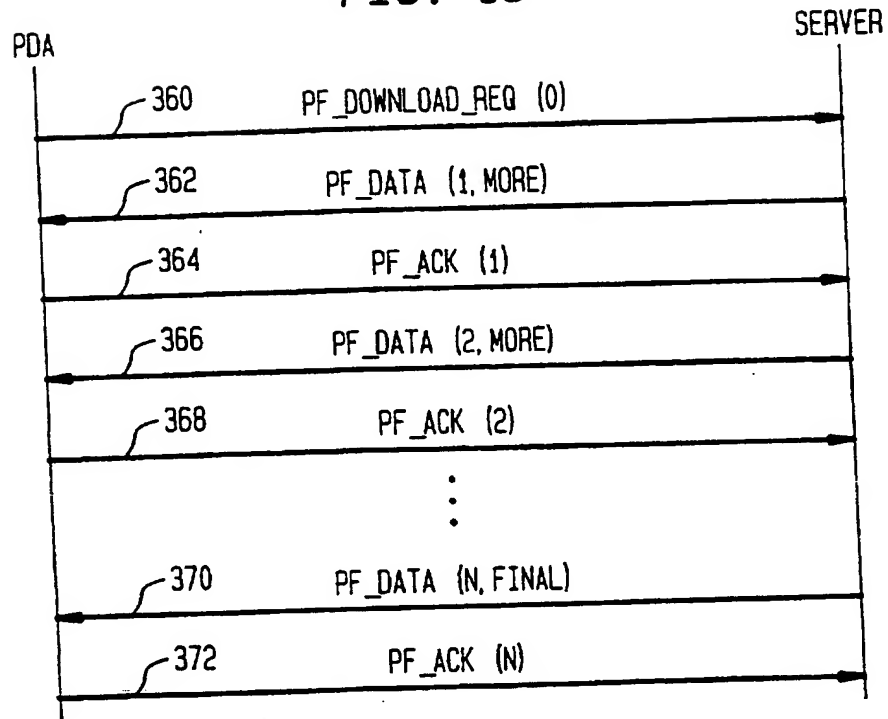 PDA
SERVER
360 PF_DOWNLOAD_REQ (0)
362 PF_DATA (1, MORE)
364 PF_ACK (1)
366 PF_DATA (2, MORE)
368 PF_ACK (2)
370 PF_DATA (N, FINAL)
372 PF_ACK (N)